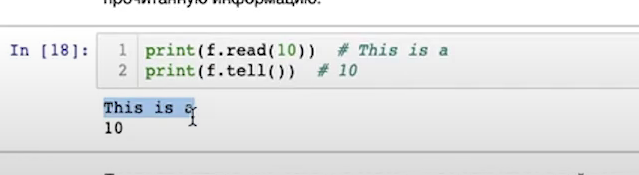 прочитанную информацию.
In [18]:
1 print(f.read(10)) # This is a
2 print(f.tell()) # 10
This is a
10